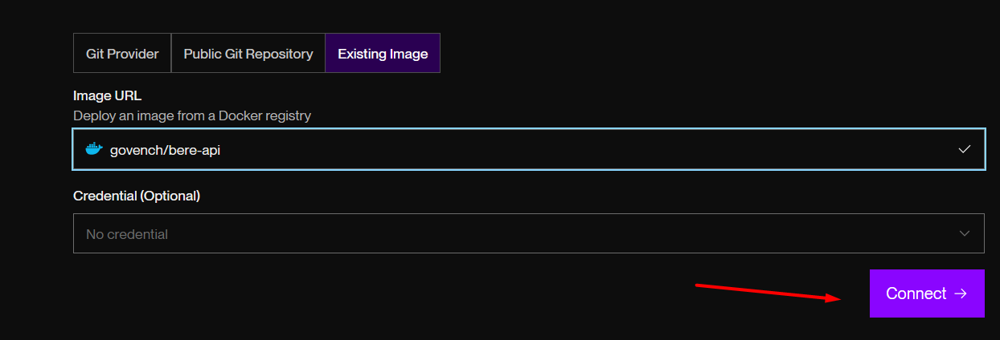 Git Provider Public Git Repository Existing Image
Image URL
Deploy an image from a Docker registry
govench/bere-api
Credential (Optional)
No credential
Connect →